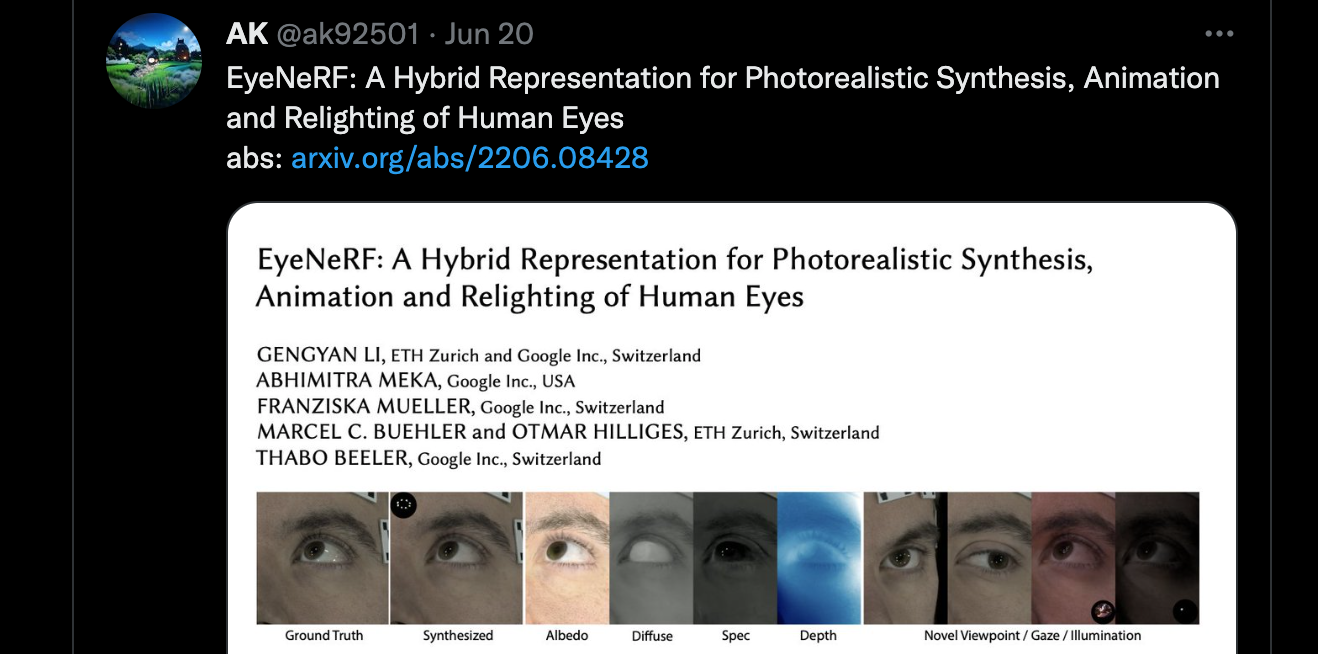 AK @ak92501 · Jun 20
EyeNeRF: A Hybrid Representation for Photorealistic Synthesis, Animation
and Relighting of Human Eyes
abs: arxiv.org/abs/2206.08428
EyeNeRF: A Hybrid Representation for Photorealistic Synthesis,
Animation and Relighting of Human Eyes
GENGYAN LI, ETH Zurich and Google Inc., Switzerland
ABHIMITRA MEKA, Google Inc., USA
FRANZISKA MUELLER, Google Inc., Switzerland
MARCEL C. BUEHLER and OTMAR HILLIGES, ETH Zurich, Switzerland
THABO BEELER, Google Inc., Switzerland
Ground Truth Synthesized Albedo Diffuse Spec Depth Novel Viewpoint / Gaze / Illumination